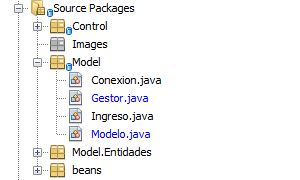 Source Packages
Control
Images
Model
Conexion.java
Gestor.java
Ingreso.java
Modelo.java
Model.Entidades
beans